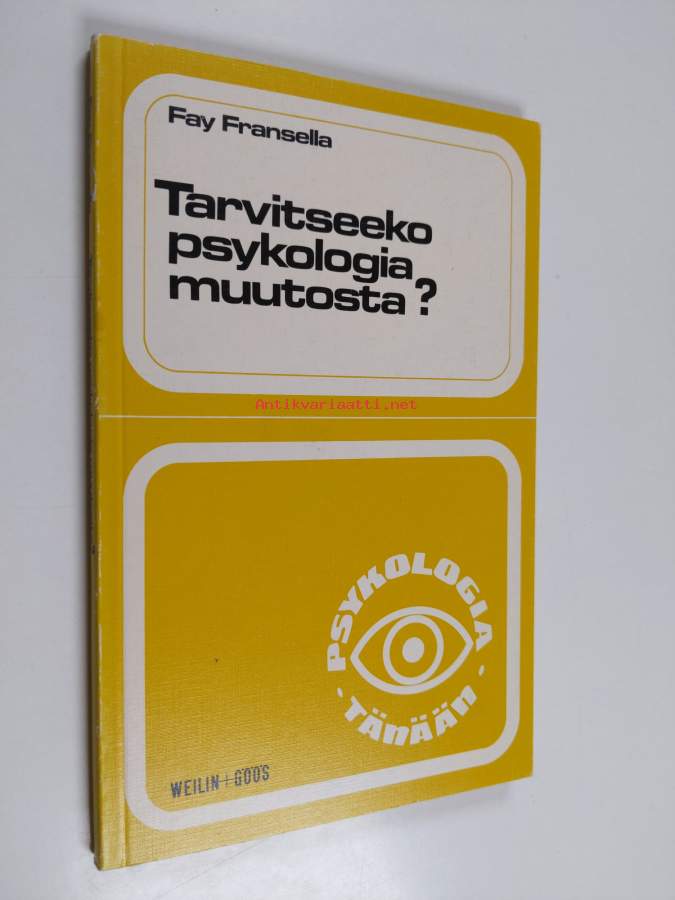 Fay Fransella
Tarvitseeko
psykologia
muutosta?
Antikvariaatti.net
PSYKOLOGIA
TÄNÄÄN
WEILIN+GÖÖS